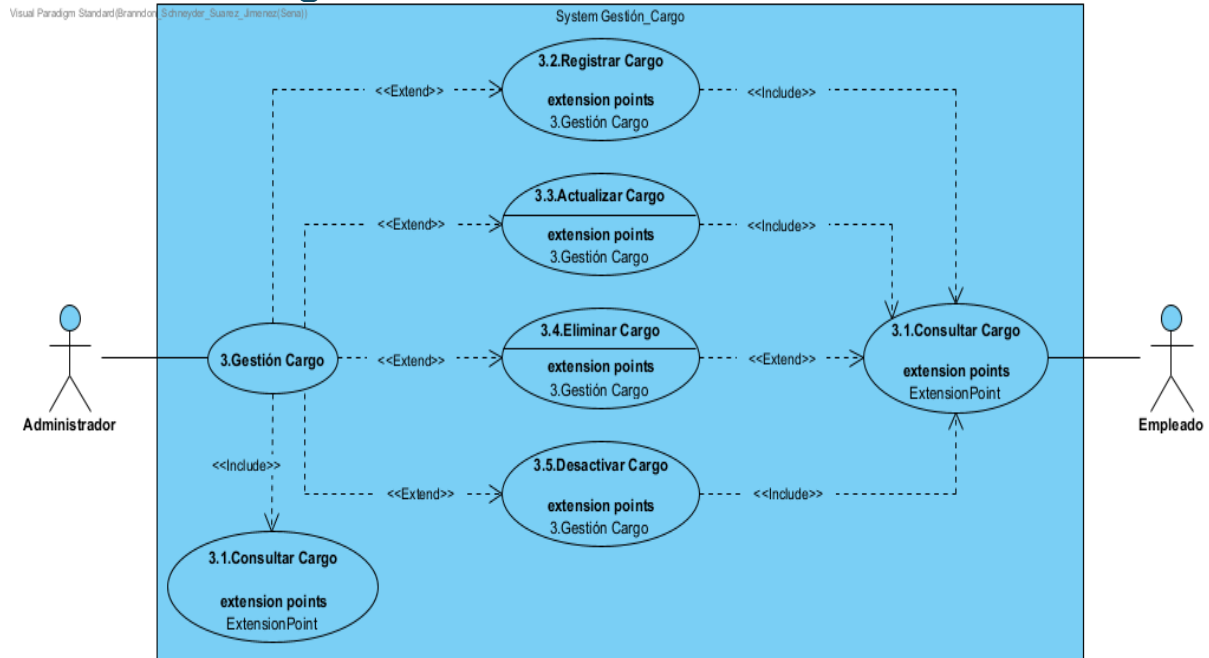 Visual Paradigm Standard(Branndon_Schneyder_Suarez_Jimenez(Sena))
System Gestión_Cargo
3.2.Registrar Cargo
extension points
3.Gestión Cargo
<<Extend>>
<<Include>>
3.3.Actualizar Cargo
extension points
3.Gestión Cargo
<<Extend>>
<<Include>>
3.4.Eliminar Cargo
extension points
3.Gestión Cargo
<<Extend>>
<<Extend>>
3.Gestión Cargo
3.1.Consultar Cargo
extension points
ExtensionPoint
Administrador
Empleado
<<Include>>
3.5.Desactivar Cargo
extension points
3.Gestión Cargo
<<Extend>>
<<Include>>
3.1.Consultar Cargo
extension points
ExtensionPoint